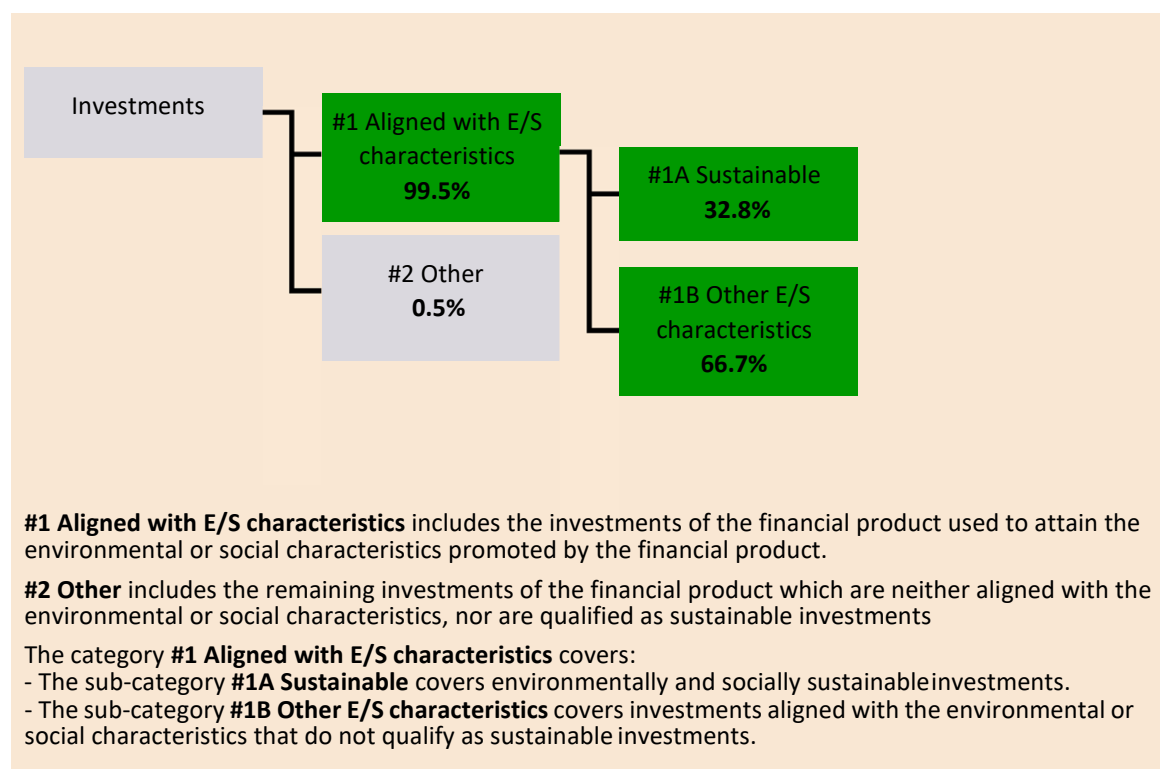 Investments
#1 Aligned with E/S
characteristics
99.5%
#2 Other
0.5%
#1A Sustainable
32.8%
#1B Other E/S
characteristics
66.7%
#1 Aligned with E/S characteristics includes the investments of the financial product used to attain the
environmental or social characteristics promoted by the financial product.
#2 Other includes the remaining investments of the financial product which are neither aligned with the
environmental or social characteristics, nor are qualified as sustainable investments
The category #1 Aligned with E/S characteristics covers:
- The sub-category #1A Sustainable covers environmentally and socially sustainable investments.
- The sub-category #1B Other E/S characteristics covers investments aligned with the environmental or
social characteristics that do not qualify as sustainable investments.